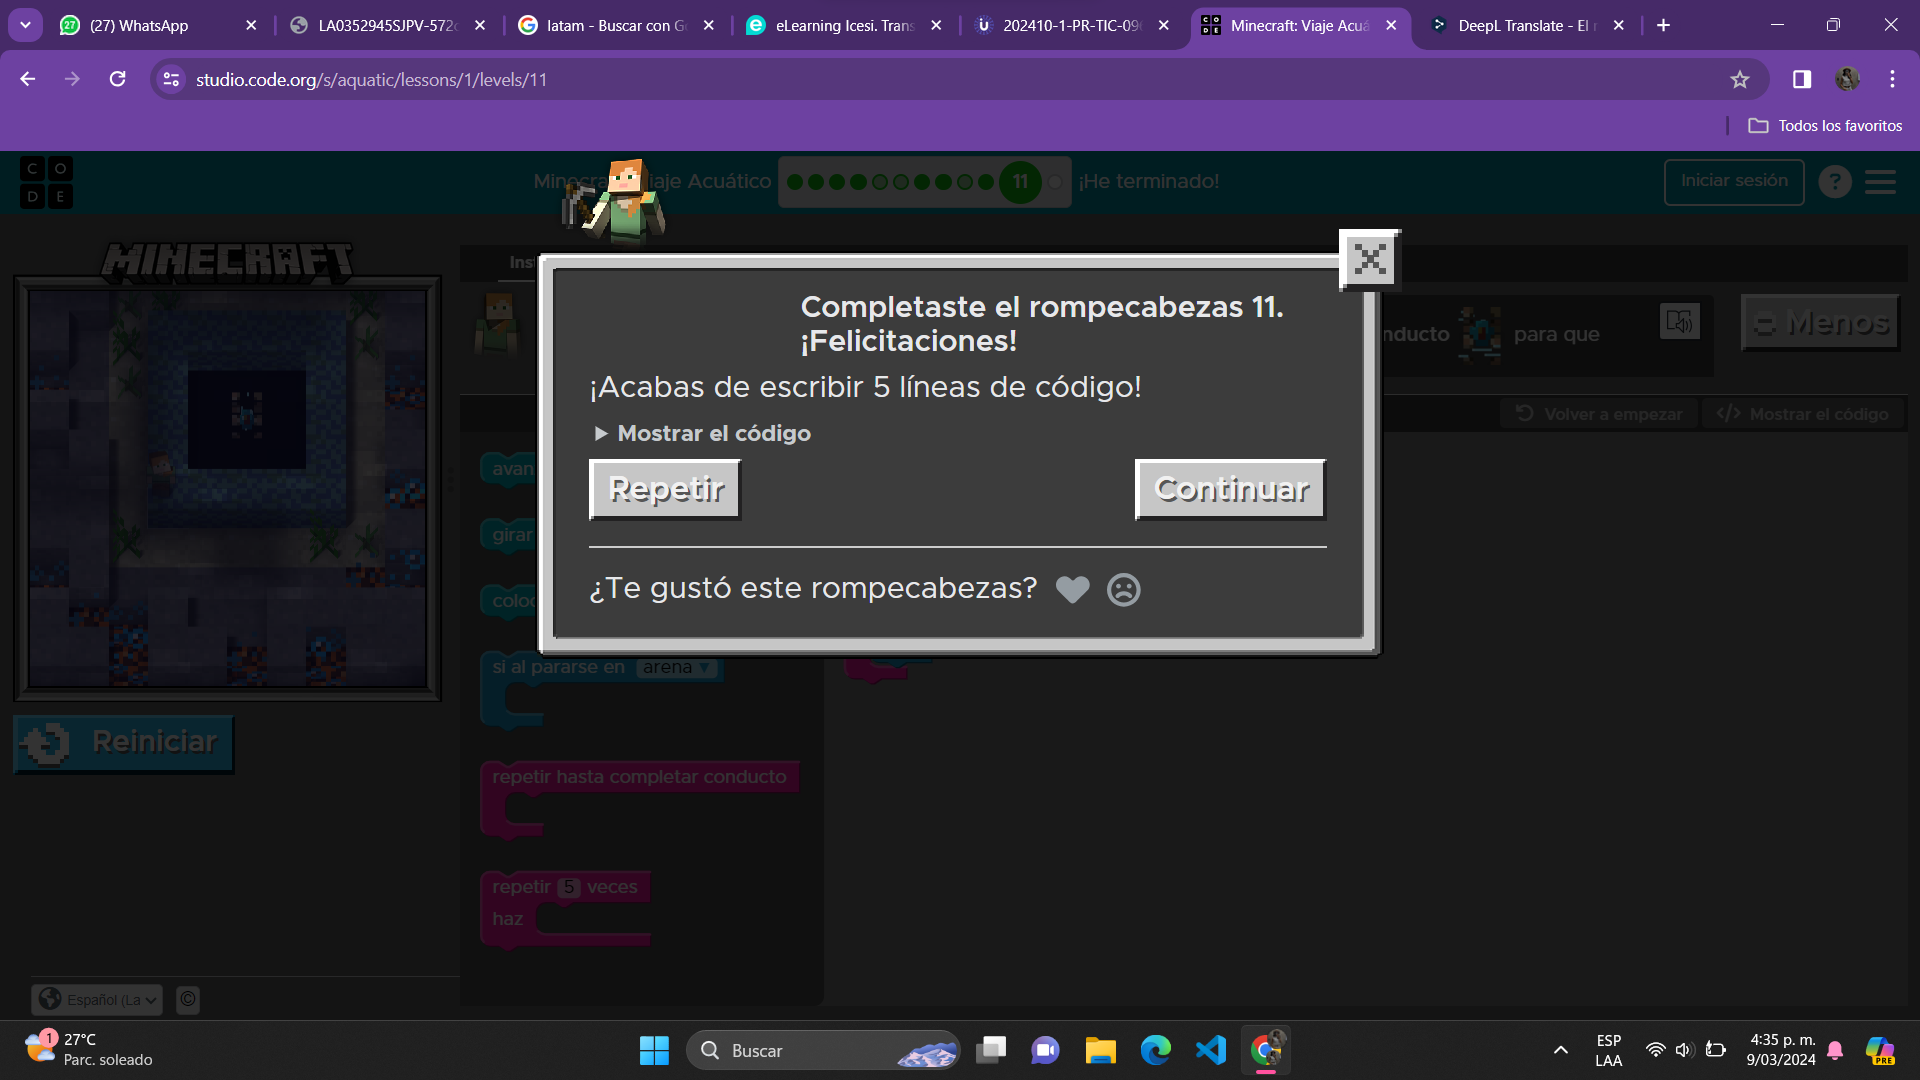 (27) WhatsApp
LA0352945SJPV-572
latam - Buscar con G
eLearning Icesi. Trans
202410-1-PR-TIC-09
Minecraft: Viaje Acuá
DeepL Translate - El
studio.code.org/s/aquatic/lessons/1/levels/11
Todos los favoritos
C O
D E
Minecra iaje Acuático
11
¡He terminado!
Iniciar sesión
?
MINECRAFT
Ins
Completaste el rompecabezas 11.
¡Felicitaciones!
nducto para que
Menos
¡Acabas de escribir 5 líneas de código!
Mostrar el código
Volver a empezar
Mostrar el código
avan
Repetir
Continuar
girar
¿Te gustó este rompecabezas?
coloc
si al pararse en arena
Reiniciar
repetir hasta completar conducto
repetir 5 veces
haz
Español (La
©
1
27°C
Parc. soleado
Buscar
ESP
LAA
4:35 p. m.
9/03/2024
PRE